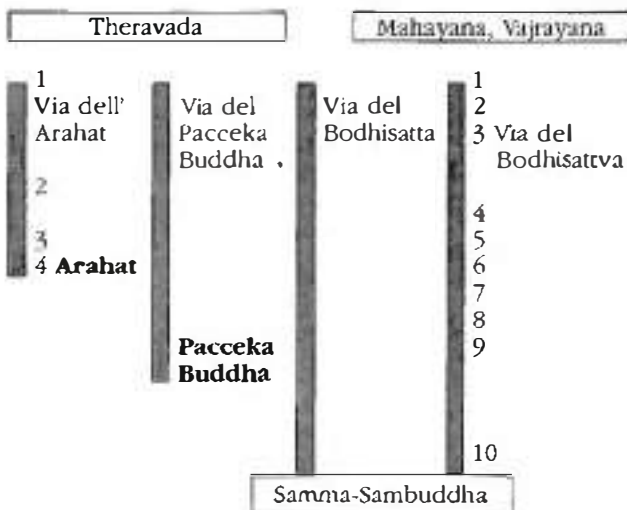 Theravada
Mahayana, Vajrayana
1
Via dell'
Arahat
2
3
4 Arahat
Via del
Pacceka
Buddha
Pacceka
Buddha
Via del
Bodhisatta
1
2
3 Via del
Bodhisattva
4
5
6
7
8
9
10
Samma-Sambuddha